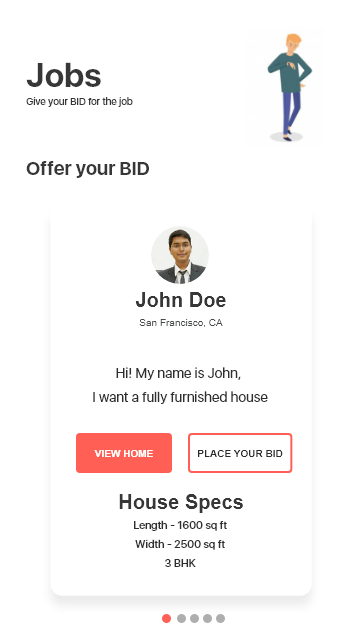 Jobs
Give your BID for the job
Offer your BID
John Doe
San Francisco, CA
Hi! My name is John,
I want a fully furnished house
VIEW HOME
PLACE YOUR BID
House Specs
Length - 1600 sq ft
Width - 2500 sq ft
3 BHK